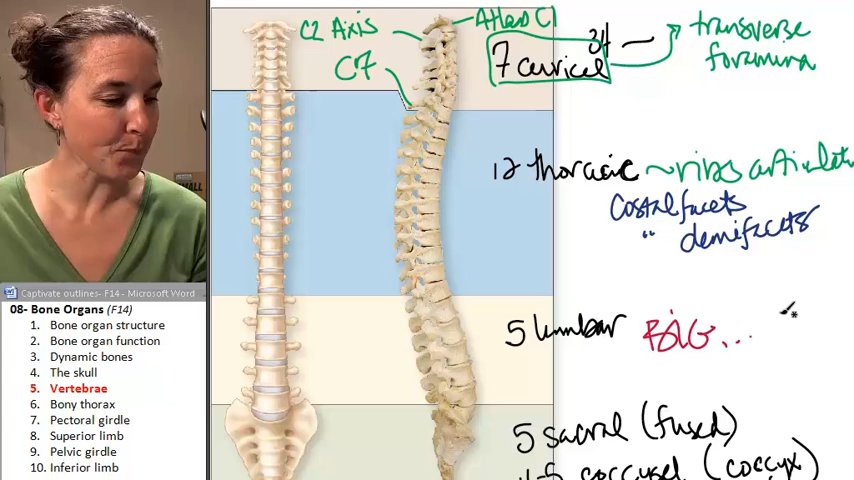 C2 Axis
Atlas C1
C7
7 cervical
transverse
foramina
12 thoracic ~ribs articulate
Costal facets
" demifacets
5 lumbar BIG...
5 sacral (fused)
4-5 coccygeal (coccyx)
Captivate outlines- F14 - Microsoft Word
08- Bone Organs (F14)
1. Bone organ structure
2. Bone organ function
3. Dynamic bones
4. The skull
5. Vertebrae
6. Bony thorax
7. Pectoral girdle
8. Superior limb
9. Pelvic girdle
10. Inferior limb